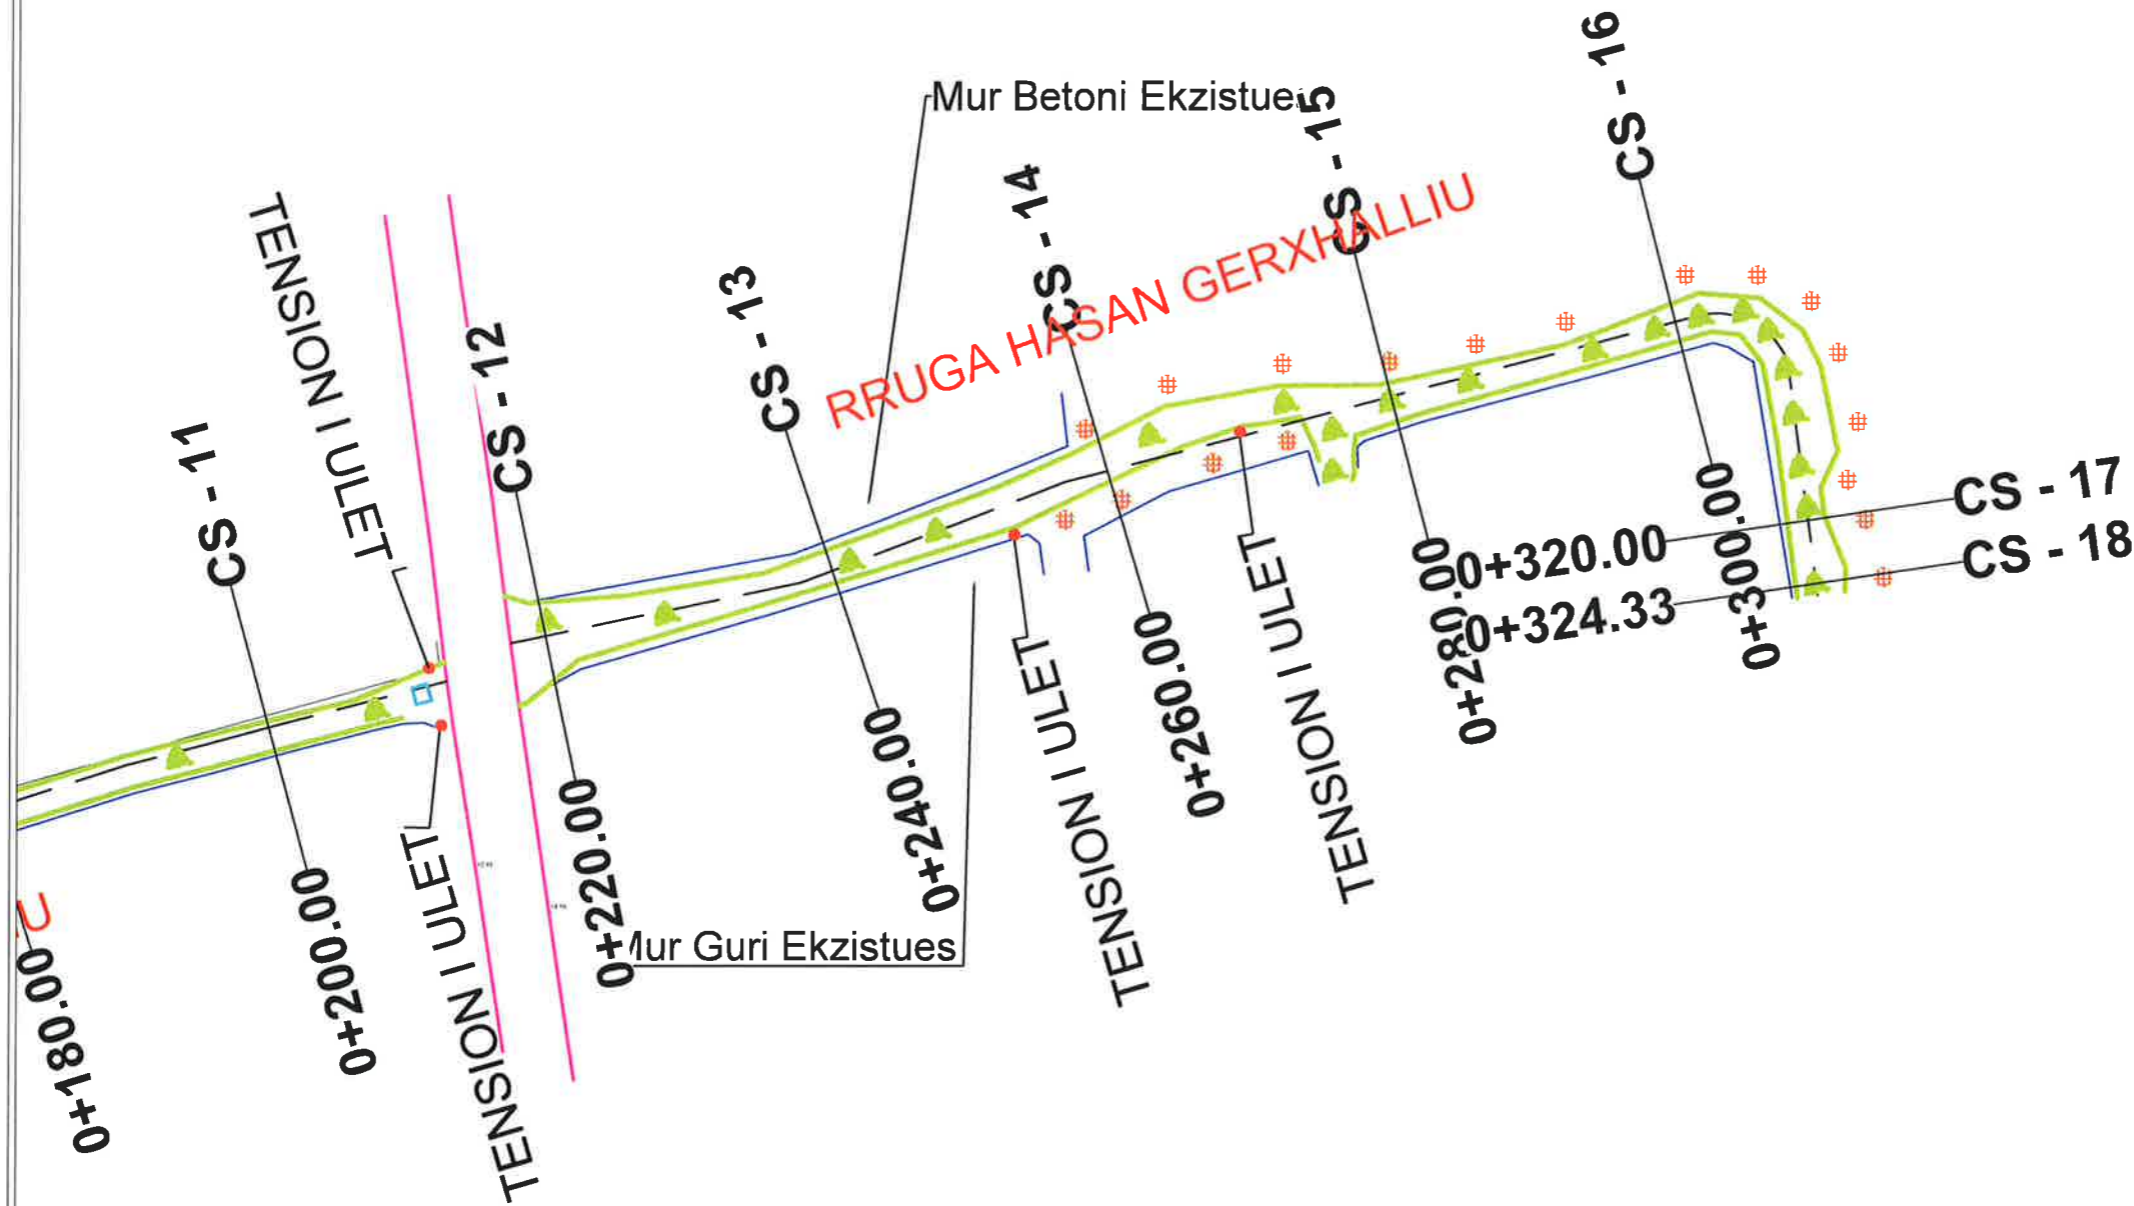 CS - 16
Mur Betoni Ekzistue
CS - 15
CS - 14
RRUGA HASAN GERXHALLIU
TENSION I ULET
CS - 13
CS - 12
CS - 11
CS - 17
CS - 18
0+320.00
0+324.33
0+300.00
0+280.00
TENSION I ULET
0+260.00
TENSION I ULET
0+240.00
0+220.00
Mur Guri Ekzistues
TENSION I ULET
0+200.00
U
0+180.00